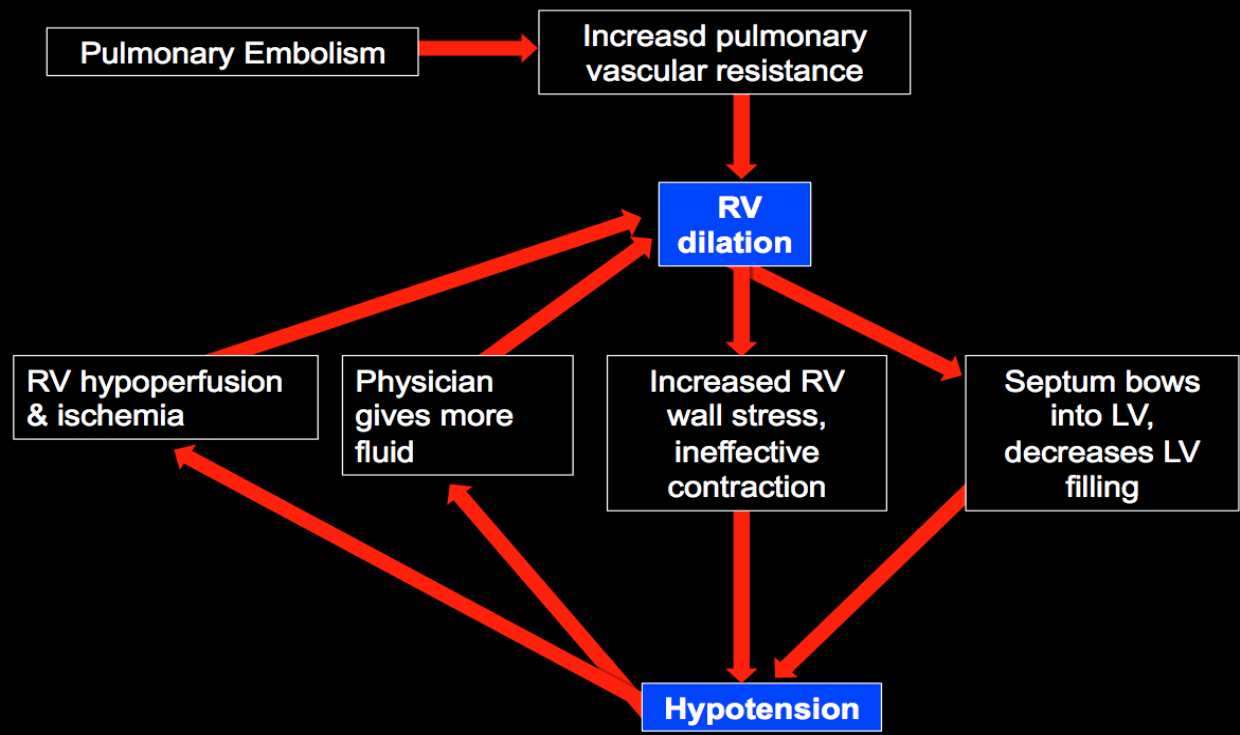 Pulmonary Embolism
Increasd pulmonary
vascular resistance
RV
dilation
RV hypoperfusion
& ischemia
Physician
gives more
fluid
Increased RV
wall stress,
ineffective
contraction
Septum bows
into LV,
decreases LV
filling
Hypotension